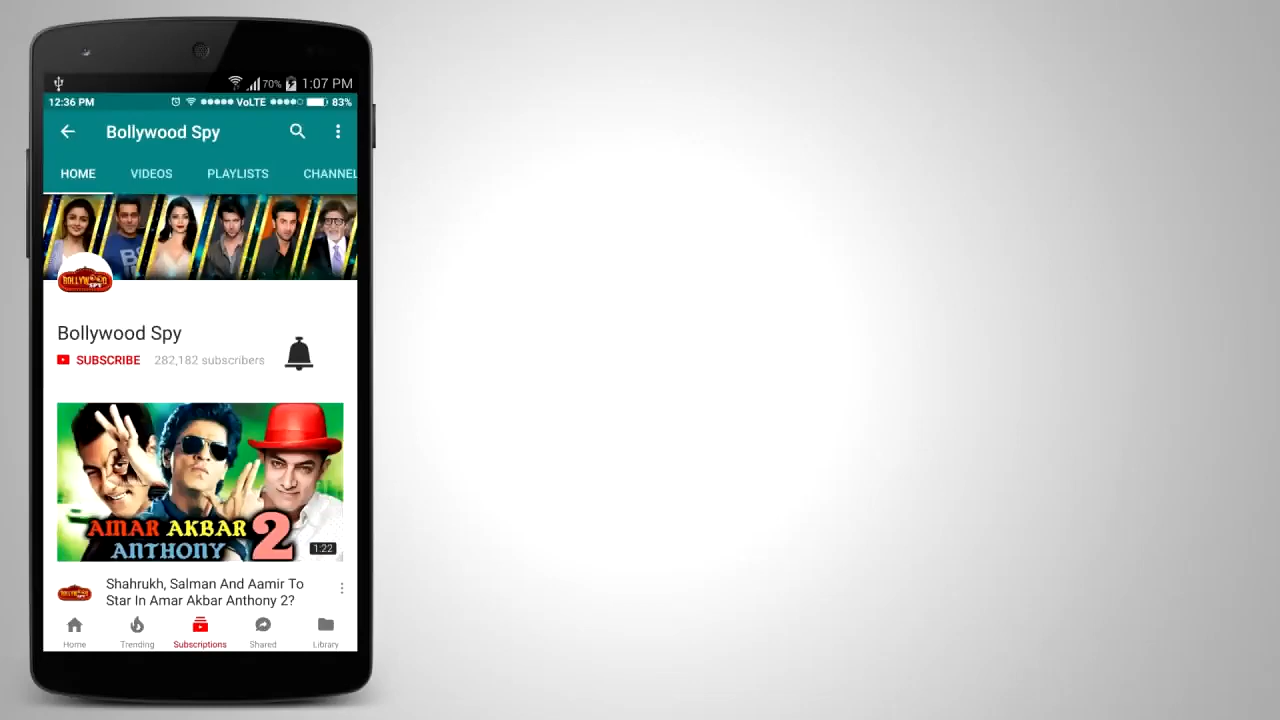 70% 1:07 PM
12:36 PM VoLTE 83%
Bollywood Spy
HOME VIDEOS PLAYLISTS CHANNEL
BOLLYWOOD
SPY
Bollywood Spy
SUBSCRIBE 282,182 subscribers
AMAR AKBAR 2
ANTHONY
1:22
Shahrukh, Salman And Aamir To
Star In Amar Akbar Anthony 2?
Home Trending Subscriptions Shared Library